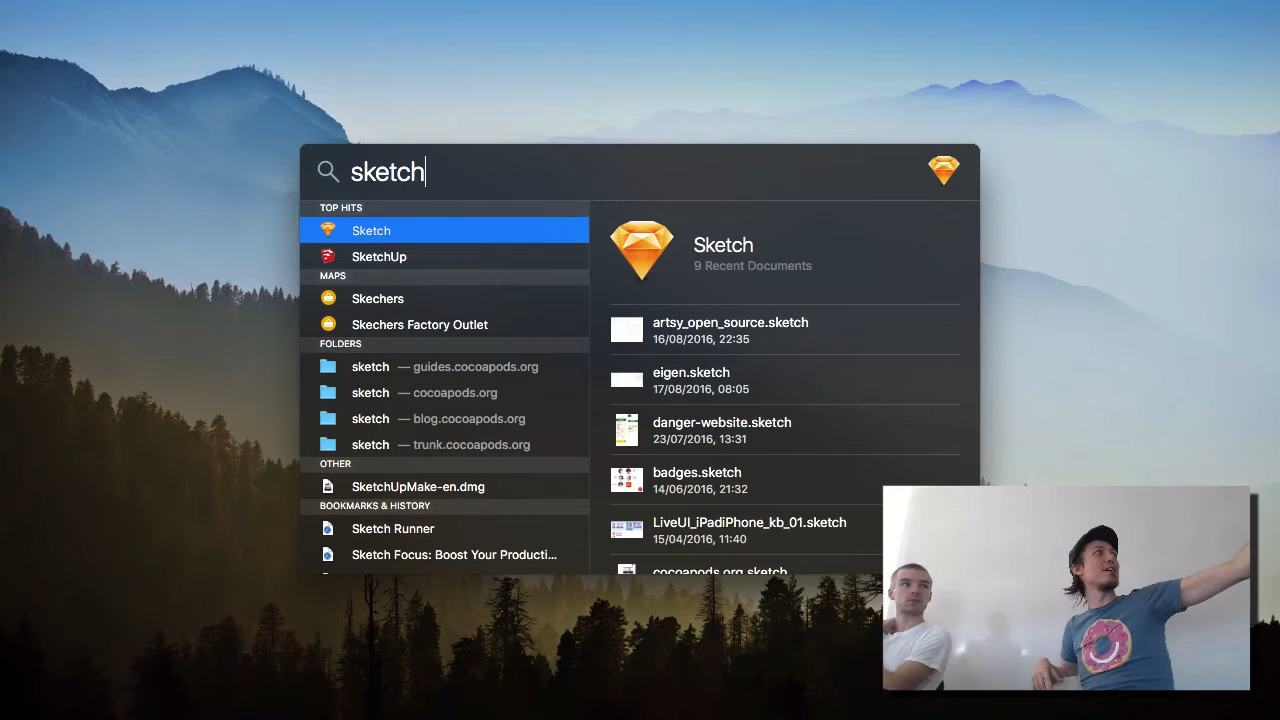 sketch
TOP HITS
Sketch
SketchUp
MAPS
Skechers
Skechers Factory Outlet
FOLDERS
sketch — guides.cocoapods.org
sketch — cocoapods.org
sketch — blog.cocoapods.org
sketch — trunk.cocoapods.org
OTHER
SketchUpMake-en.dmg
BOOKMARKS & HISTORY
Sketch Runner
Sketch Focus: Boost Your Producti...
Sketch
9 Recent Documents
artsy_open_source.sketch
16/08/2016, 22:35
eigen.sketch
17/08/2016, 08:05
danger-website.sketch
23/07/2016, 13:31
badges.sketch
14/06/2016, 21:32
LiveUI_iPadiPhone_kb_01.sketch
15/04/2016, 11:40
cocoapods.org.sketch